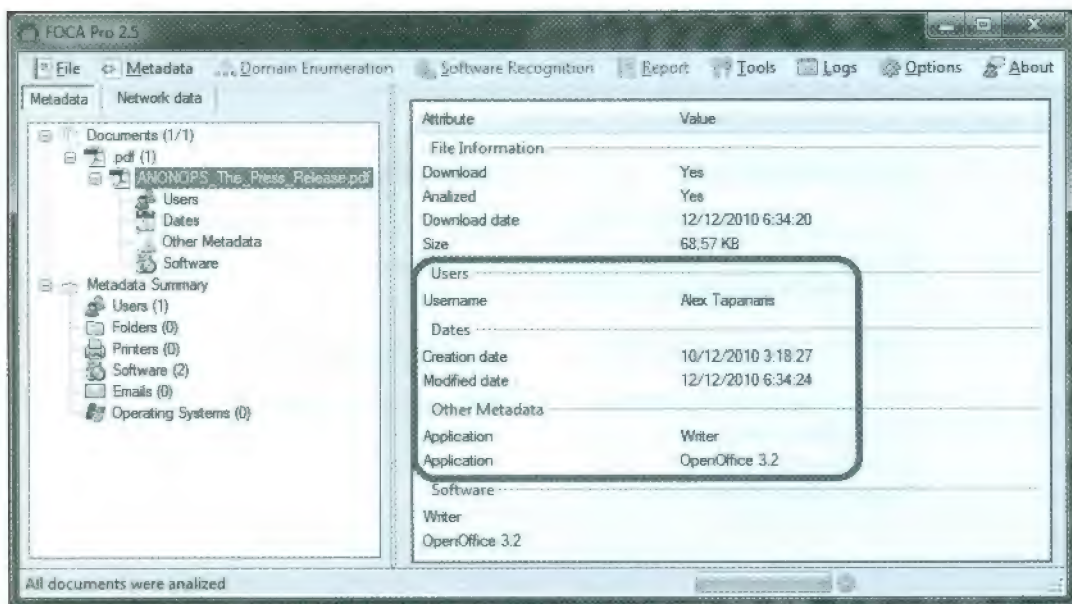 FOCA Pro 2.5
File Metadata Domain Enumeration Software Recognition Report Tools Logs Options About
Metadata Network data
Documents (1/1)
.pdf (1)
ANONOPS_The_Press_Release.pdf
Users
Dates
Other Metadata
Software
Metadata Summary
Users (1)
Folders (0)
Printers (0)
Software (2)
Emails (0)
Operating Systems (0)
Attribute Value
File Information
Download Yes
Analized Yes
Download date 12/12/2010 6:34:20
Size 68,57 KB
Users
Username Alex Tapanaris
Dates
Creation date 10/12/2010 3:18:27
Modified date 12/12/2010 6:34:24
Other Metadata
Application Writer
Application OpenOffice 3.2
Software
Writer
OpenOffice 3.2
All documents were analized